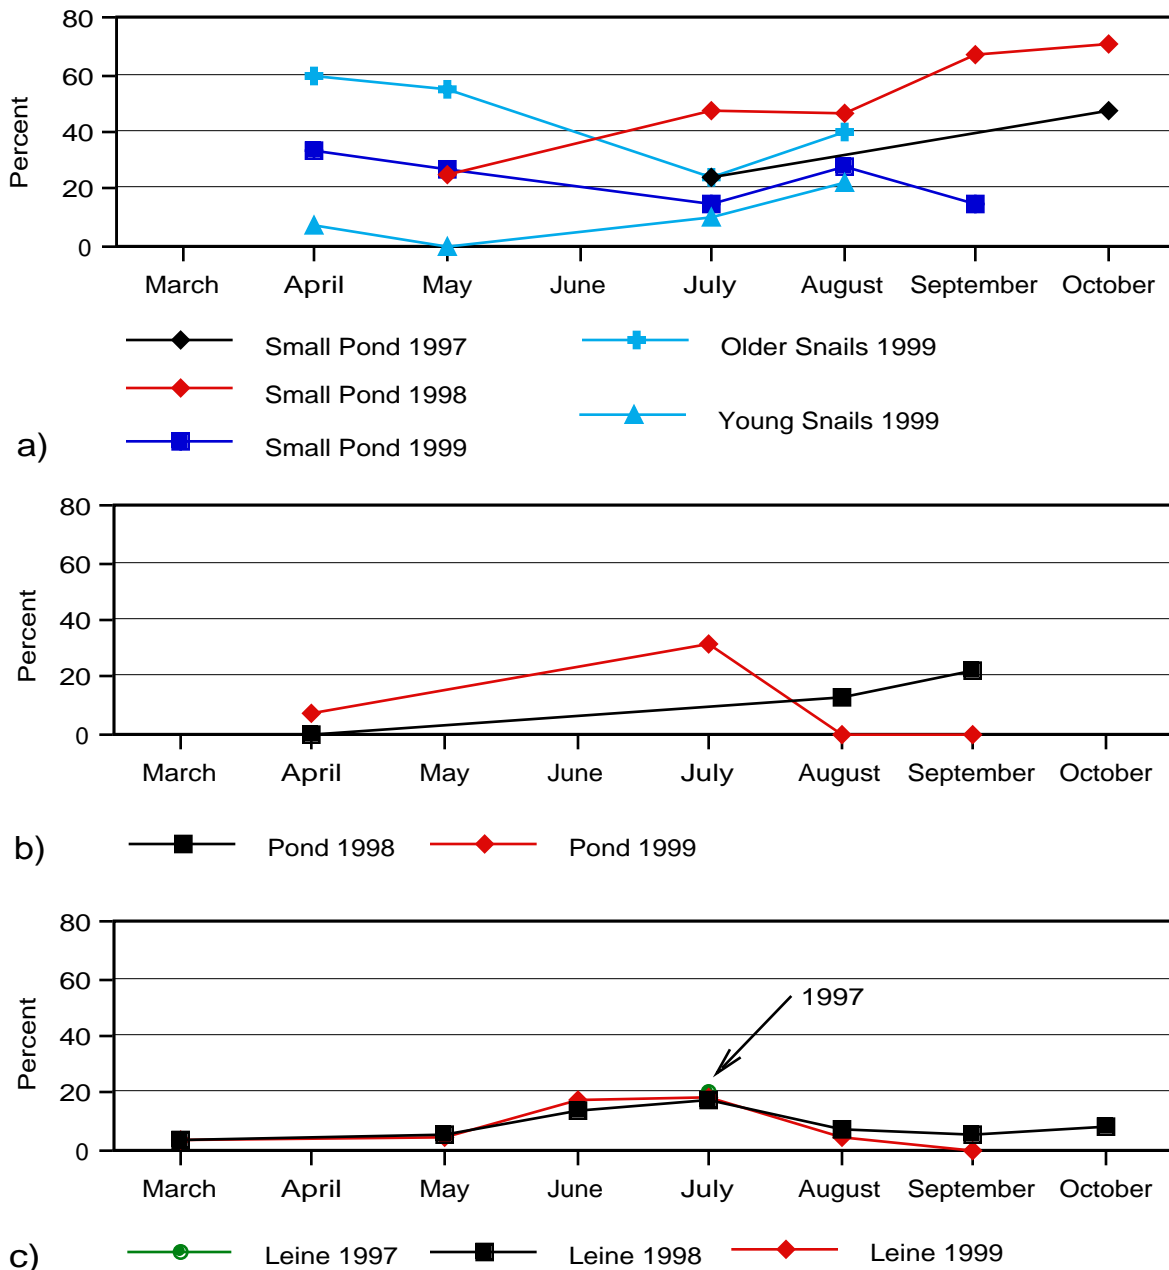 80
60
40
20
0
Percent
March April May June July August September October
Small Pond 1997 Older Snails 1999
Small Pond 1998
Young Snails 1999
Small Pond 1999
a)
80
60
40
20
0
Percent
March April May June July August September October
b) Pond 1998 Pond 1999
80
60
40
20
0
Percent
1997
March April May June July August September October
c) Leine 1997 Leine 1998 Leine 1999